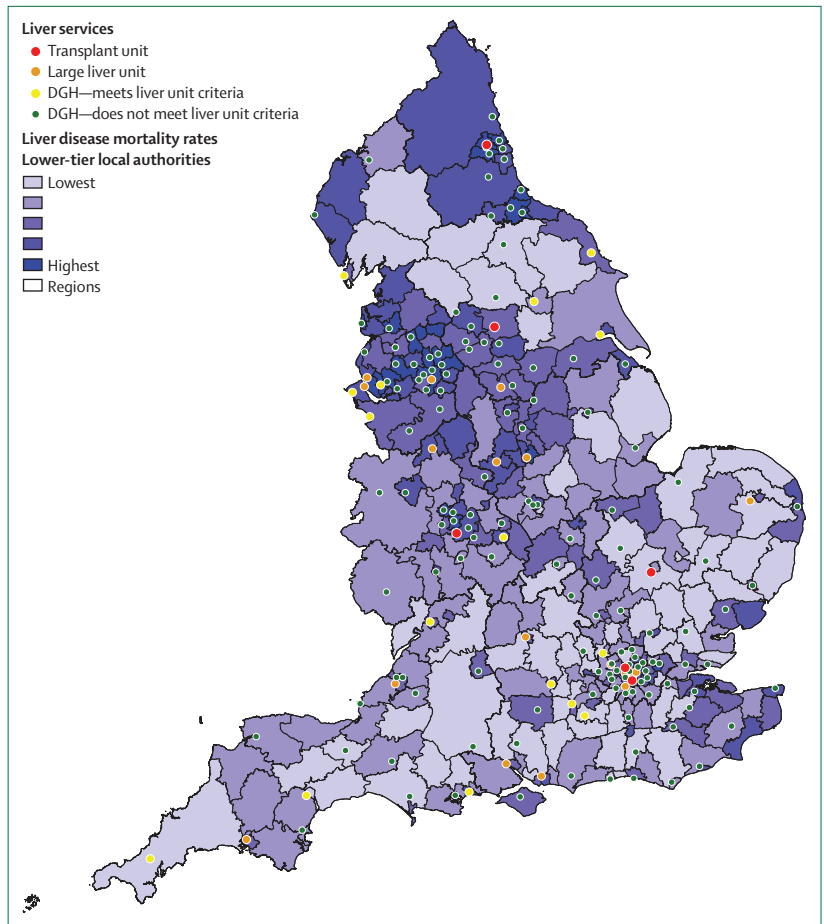 Liver services
Transplant unit
Large liver unit
DGH—meets liver unit criteria
DGH—does not meet liver unit criteria
Liver disease mortality rates
Lower-tier local authorities
Lowest
Highest
Regions